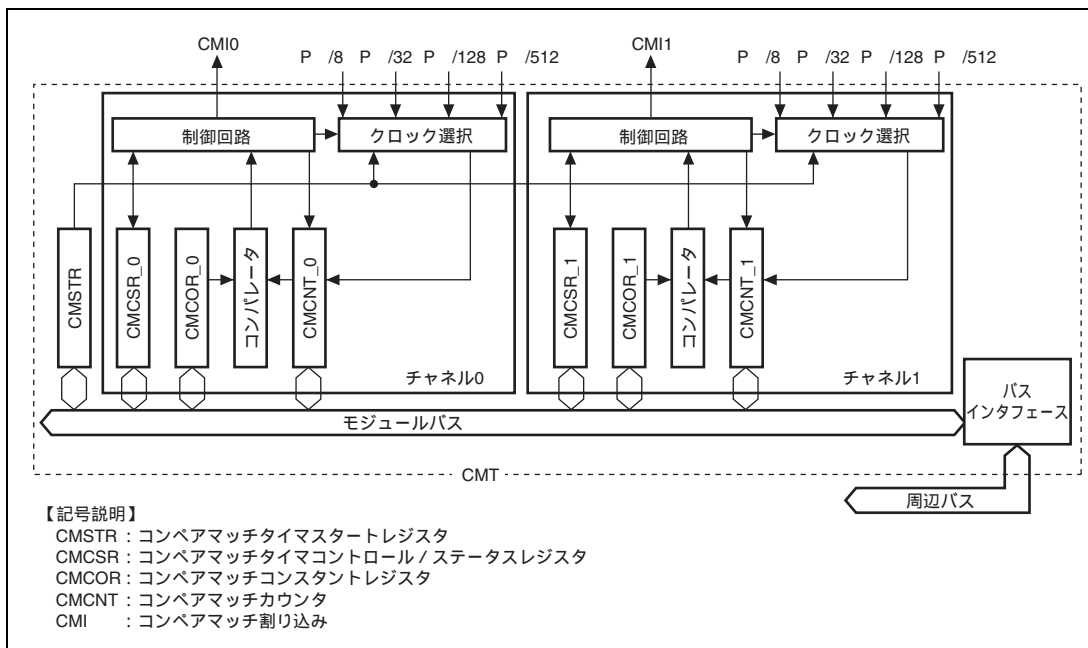 CMI0 P /8 P /32 P /128 P /512 CMI1 P /8 P /32 P /128 P /512
制御回路 クロック選択 制御回路 クロック選択
CMSTR
CMCSR_0
CMCOR_0
コンパレータ
CMCNT_0
CMCSR_1
CMCOR_1
コンパレータ
CMCNT_1
チャネル0
チャネル1
モジュールバス
バス
インタフェース
CMT
周辺バス
【記号説明】
CMSTR : コンペアマッチタイマスタートレジスタ
CMCSR : コンペアマッチタイマコントロール / ステータスレジスタ
CMCOR : コンペアマッチコンスタントレジスタ
CMCNT : コンペアマッチカウンタ
CMI : コンペアマッチ割り込み